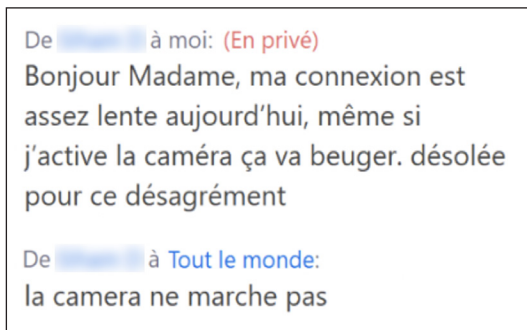 De à moi: (En privé)
Bonjour Madame, ma connexion est
assez lente aujourd’hui, même si
j’active la caméra ça va beuger. désolée
pour ce désagrément
De à Tout le monde:
la camera ne marche pas